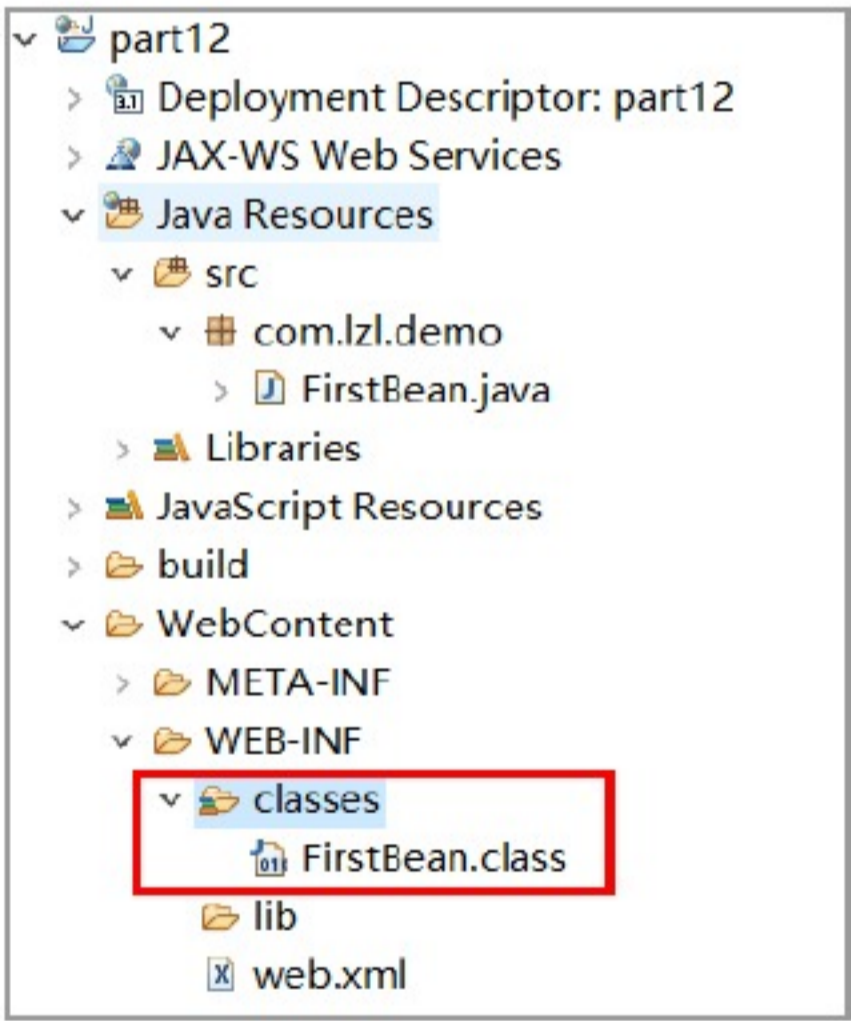 part12
Deployment Descriptor: part12
JAX-WS Web Services
Java Resources
src
com.lzl.demo
FirstBean.java
Libraries
JavaScript Resources
build
WebContent
META-INF
WEB-INF
classes
FirstBean.class
lib
web.xml